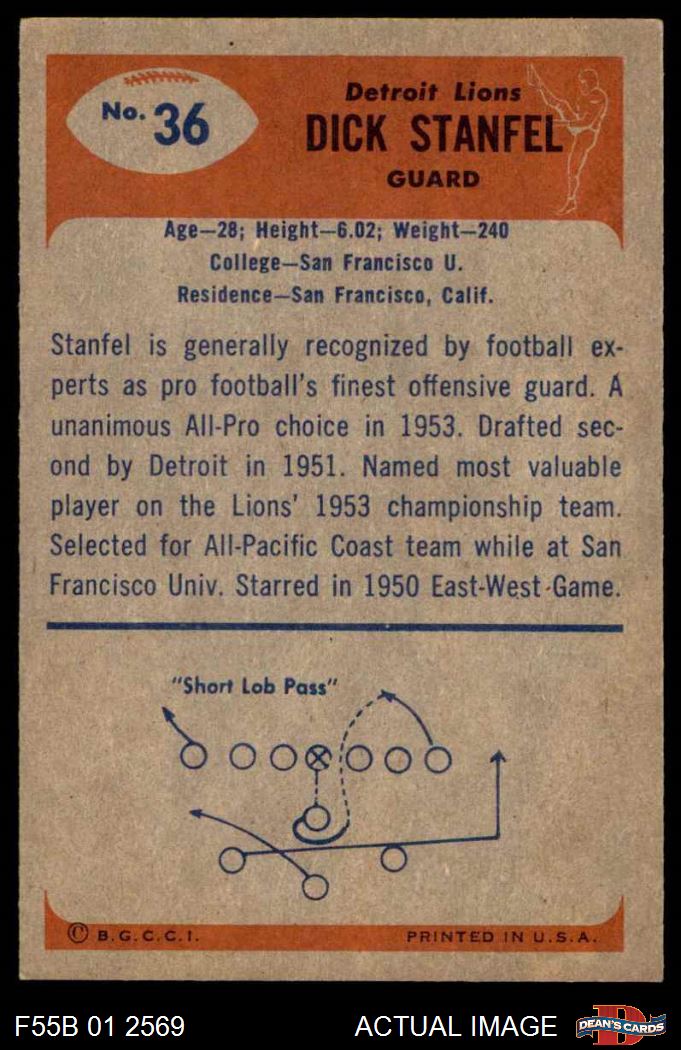 No. 36
Detroit Lions
DICK STANFEL
GUARD
Age—28; Height—6.02; Weight—240
College—San Francisco U.
Residence—San Francisco, Calif.
Stanfel is generally recognized by football ex-
perts as pro football's finest offensive guard. A
unanimous All-Pro choice in 1953. Drafted sec-
ond by Detroit in 1951. Named most valuable
player on the Lions' 1953 championship team.
Selected for All-Pacific Coast team while at San
Francisco Univ. Starred in 1950 East-West Game.
"Short Lob Pass"
© B.G.C.C.I.
PRINTED IN U.S.A.
F55B 01 2569
ACTUAL IMAGE
DEAN'S CARDS